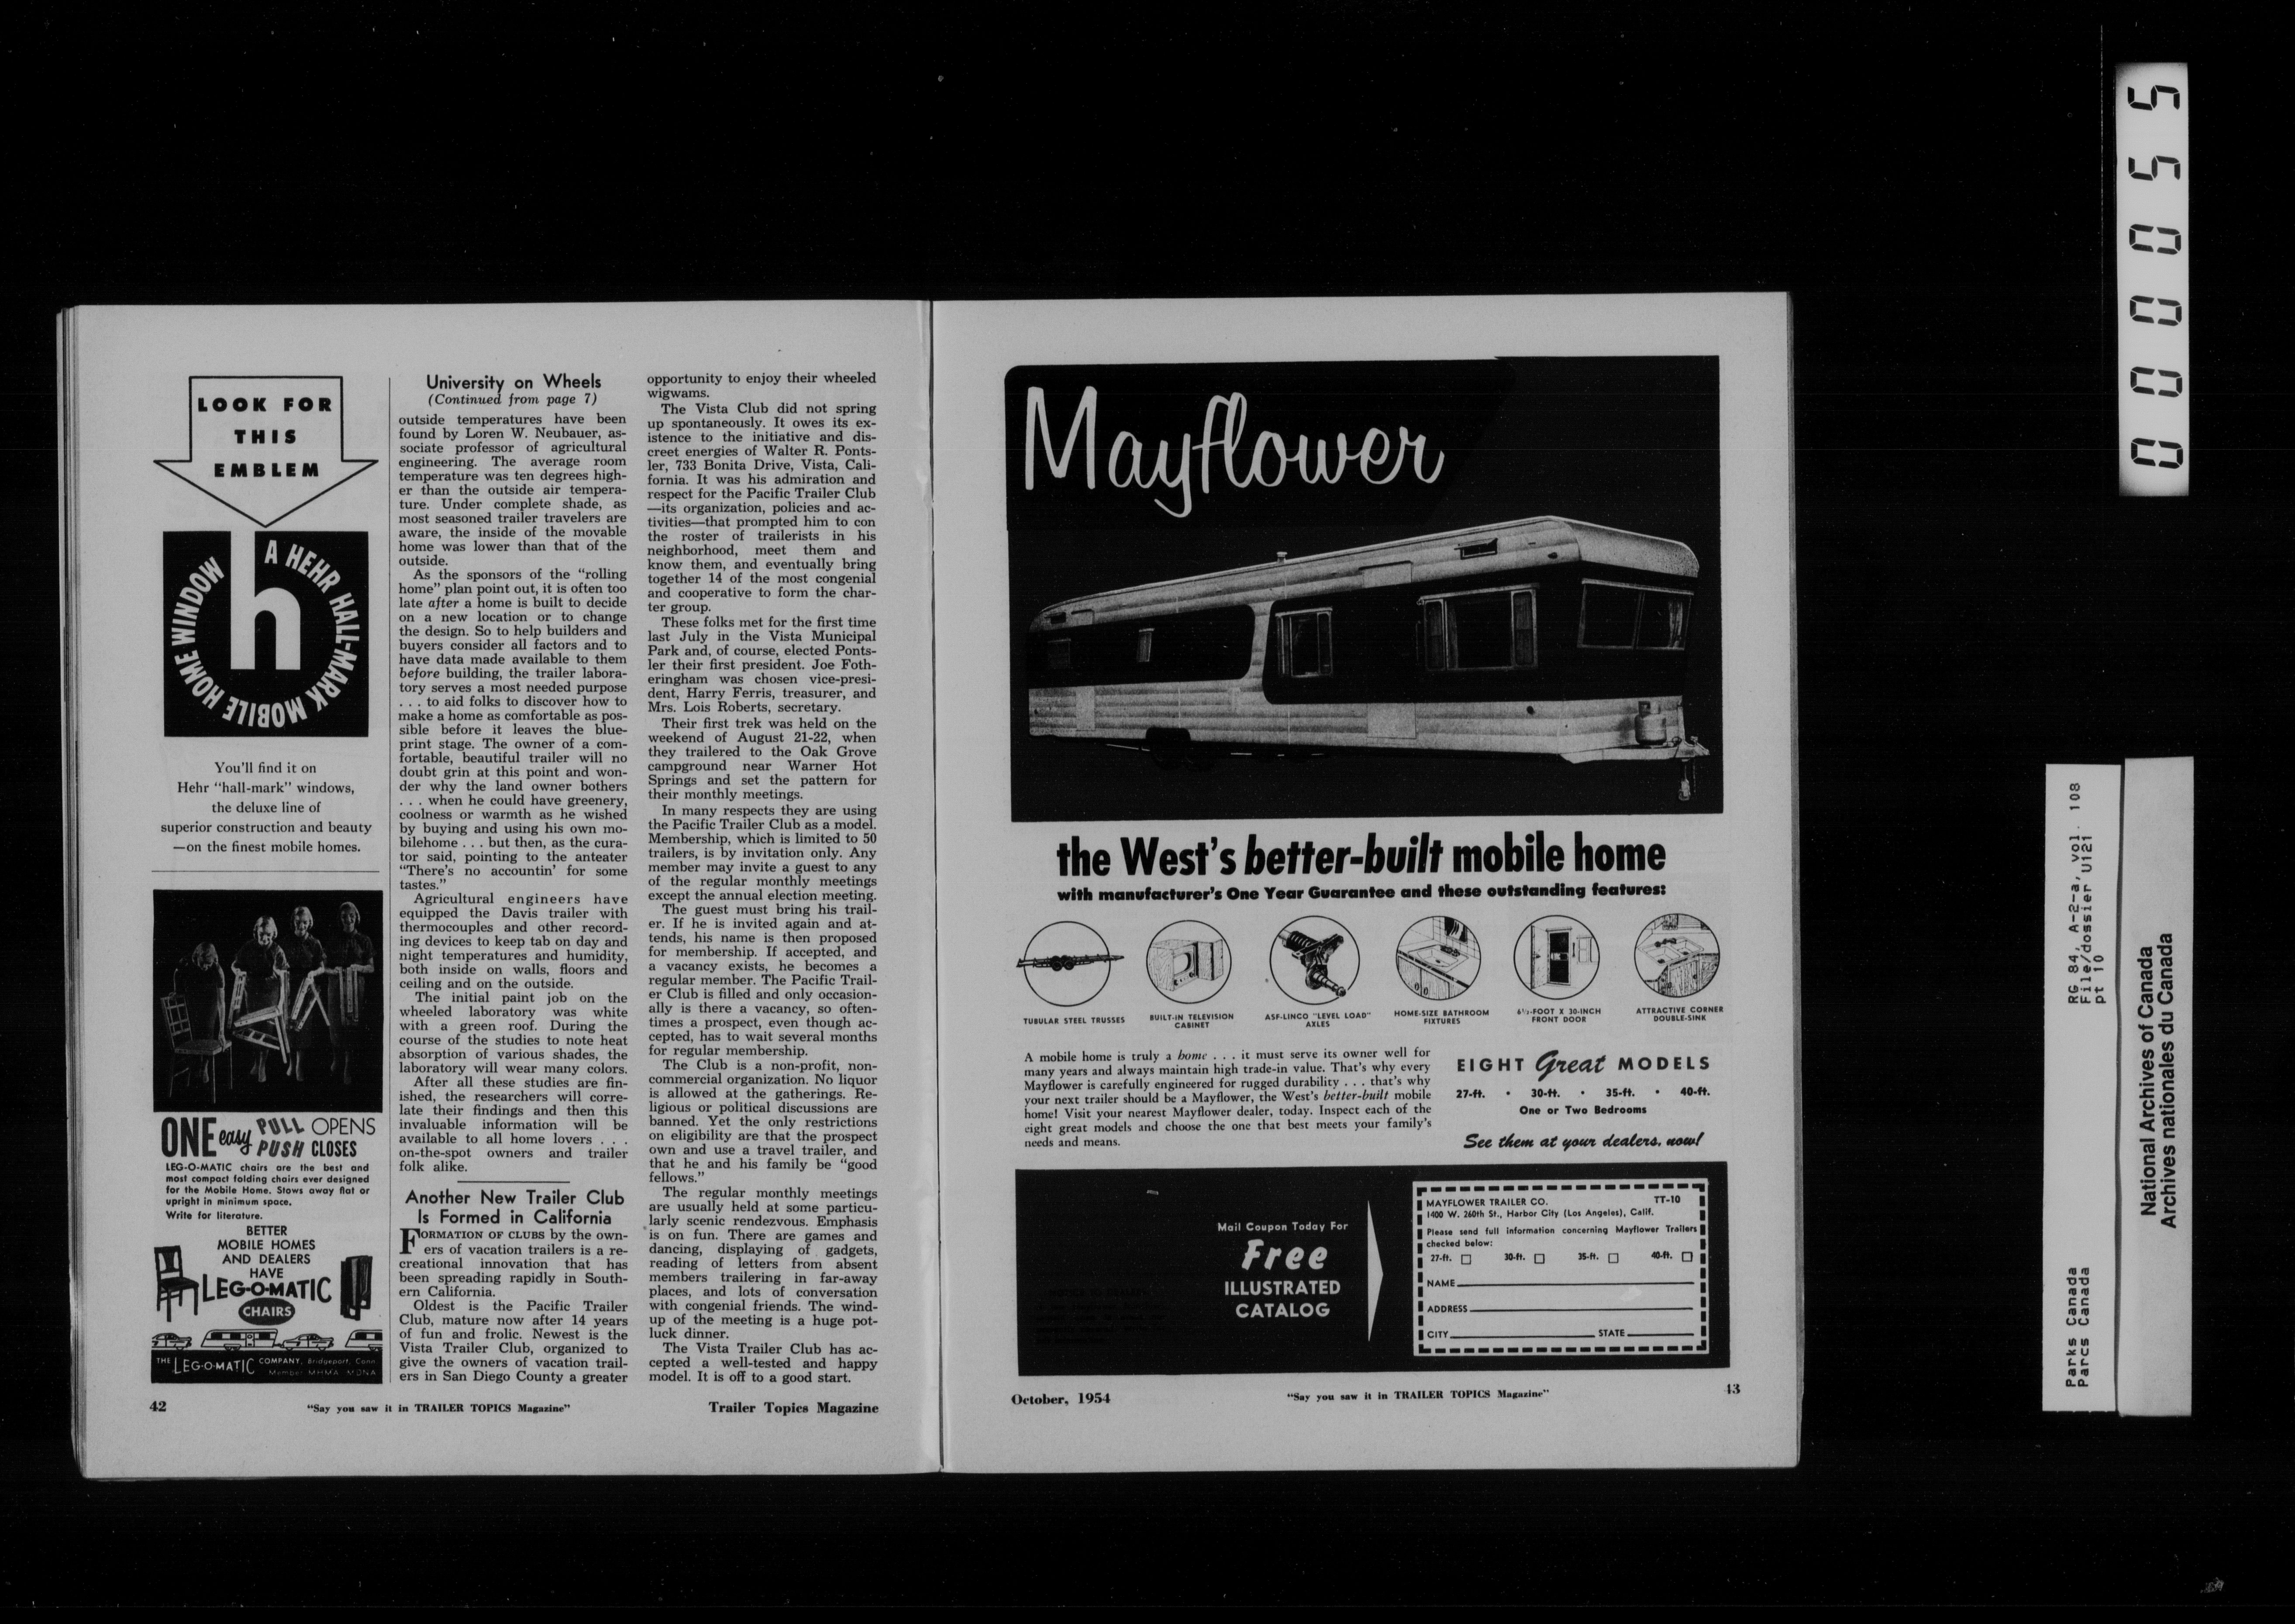 LOOK FOR
THIS
EMBLEM
A HEHR HALL-MARK MOBILE HOME WINDOW
h
You'll find it on
Hehr "hall-mark" windows,
the deluxe line of
superior construction and beauty
—on the finest mobile homes.
ONE easy PULL OPENS
PUSH CLOSES
LEG-O-MATIC chairs are the best and
most compact folding chairs ever designed
for the Mobile Home. Stows away flat or
upright in minimum space.
Write for literature.
BETTER
MOBILE HOMES
AND DEALERS
HAVE
LEG-O-MATIC
CHAIRS
THE LEG-O-MATIC COMPANY, Bridgeport, Conn.
Member MHMA MDNA
42
University on Wheels
(Continued from page 7)
outside temperatures have been
found by Loren W. Neubauer, as-
sociate professor of agricultural
engineering. The average room
temperature was ten degrees high-
er than the outside air tempera-
ture. Under complete shade, as
most seasoned trailer travelers are
aware, the inside of the movable
home was lower than that of the
outside.
As the sponsors of the "rolling
home" plan point out, it is often too
late after a home is built to decide
on a new location or to change
the design. So to help builders and
buyers consider all factors and to
have data made available to them
before building, the trailer labora-
tory serves a most needed purpose
. . . to aid folks to discover how to
make a home as comfortable as pos-
sible before it leaves the blue-
print stage. The owner of a com-
fortable, beautiful trailer will no
doubt grin at this point and won-
der why the land owner bothers
. . . when he could have greenery,
coolness or warmth as he wished
by buying and using his own mo-
bilehome . . . but then, as the cura-
tor said, pointing to the anteater
"There's no accountin' for some
tastes."
Agricultural engineers have
equipped the Davis trailer with
thermocouples and other record-
ing devices to keep tab on day and
night temperatures and humidity,
both inside on walls, floors and
ceiling and on the outside.
The initial paint job on the
wheeled laboratory was white
with a green roof. During the
course of the studies to note heat
absorption of various shades, the
laboratory will wear many colors.
After all these studies are fin-
ished, the researchers will corre-
late their findings and then this
invaluable information will be
available to all home lovers . . .
on-the-spot owners and trailer
folk alike.
Another New Trailer Club
Is Formed in California
FORMATION OF CLUBS by the own-
ers of vacation trailers is a re-
creational innovation that has
been spreading rapidly in South-
ern California.
Oldest is the Pacific Trailer
Club, mature now after 14 years
of fun and frolic. Newest is the
Vista Trailer Club, organized to
give the owners of vacation trail-
ers in San Diego County a greater
"Say you saw it in TRAILER TOPICS Magazine"
opportunity to enjoy their wheeled
wigwams.
The Vista Club did not spring
up spontaneously. It owes its ex-
istence to the initiative and dis-
creet energies of Walter R. Ponts-
ler, 733 Bonita Drive, Vista, Cali-
fornia. It was his admiration and
respect for the Pacific Trailer Club
—its organization, policies and ac-
tivities—that prompted him to con
the roster of trailerists in his
neighborhood, meet them and
know them, and eventually bring
together 14 of the most congenial
and cooperative to form the char-
ter group.
These folks met for the first time
last July in the Vista Municipal
Park and, of course, elected Ponts-
ler their first president. Joe Foth-
eringham was chosen vice-presi-
dent, Harry Ferris, treasurer, and
Mrs. Lois Roberts, secretary.
Their first trek was held on the
weekend of August 21-22, when
they trailered to the Oak Grove
campground near Warner Hot
Springs and set the pattern for
their monthly meetings.
In many respects they are using
the Pacific Trailer Club as a model.
Membership, which is limited to 50
trailers, is by invitation only. Any
member may invite a guest to any
of the regular monthly meetings
except the annual election meeting.
The guest must bring his trail-
er. If he is invited again and at-
tends, his name is then proposed
for membership. If accepted, and
a vacancy exists, he becomes a
regular member. The Pacific Trail-
er Club is filled and only occasion-
ally is there a vacancy, so often-
times a prospect, even though ac-
cepted, has to wait several months
for regular membership.
The Club is a non-profit, non-
commercial organization. No liquor
is allowed at the gatherings. Re-
ligious or political discussions are
banned. Yet the only restrictions
on eligibility are that the prospect
own and use a travel trailer, and
that he and his family be "good
fellows."
The regular monthly meetings
are usually held at some particu-
larly scenic rendezvous. Emphasis
is on fun. There are games and
dancing, displaying of gadgets,
reading of letters from absent
members trailering in far-away
places, and lots of conversation
with congenial friends. The wind-
up of the meeting is a huge pot-
luck dinner.
The Vista Trailer Club has ac-
cepted a well-tested and happy
model. It is off to a good start.
Trailer Topics Magazine
Mayflower
the West's better-built mobile home
with manufacturer's One Year Guarantee and these outstanding features:
TUBULAR STEEL TRUSSES
BUILT-IN TELEVISION
CABINET
ASF-LINCO "LEVEL LOAD"
AXLES
HOME-SIZE BATHROOM
FIXTURES
6½-FOOT X 30-INCH
FRONT DOOR
ATTRACTIVE CORNER
DOUBLE-SINK
A mobile home is truly a home . . . it must serve its owner well for
many years and always maintain high trade-in value. That's why every
Mayflower is carefully engineered for rugged durability . . . that's why
your next trailer should be a Mayflower, the West's better-built mobile
home! Visit your nearest Mayflower dealer, today. Inspect each of the
eight great models and choose the one that best meets your family's
needs and means.
EIGHT Great MODELS
27-ft. • 30-ft. • 35-ft. • 40-ft.
One or Two Bedrooms
See them at your dealers, now!
Mail Coupon Today For
Free
ILLUSTRATED
CATALOG
MAYFLOWER TRAILER CO. TT-10
1400 W. 260th St., Harbor City (Los Angeles), Calif.
Please send full information concerning Mayflower Trailers
checked below:
27-ft. 30-ft. 35-ft. 40-ft.
NAME
ADDRESS
CITY STATE
October, 1954
"Say you saw it in TRAILER TOPICS Magazine"
43
000055
RG 84, A-2-a, vol. 108
File/dossier U121
pt 10
Parks Canada
Parcs Canada
National Archives of Canada
Archives nationales du Canada